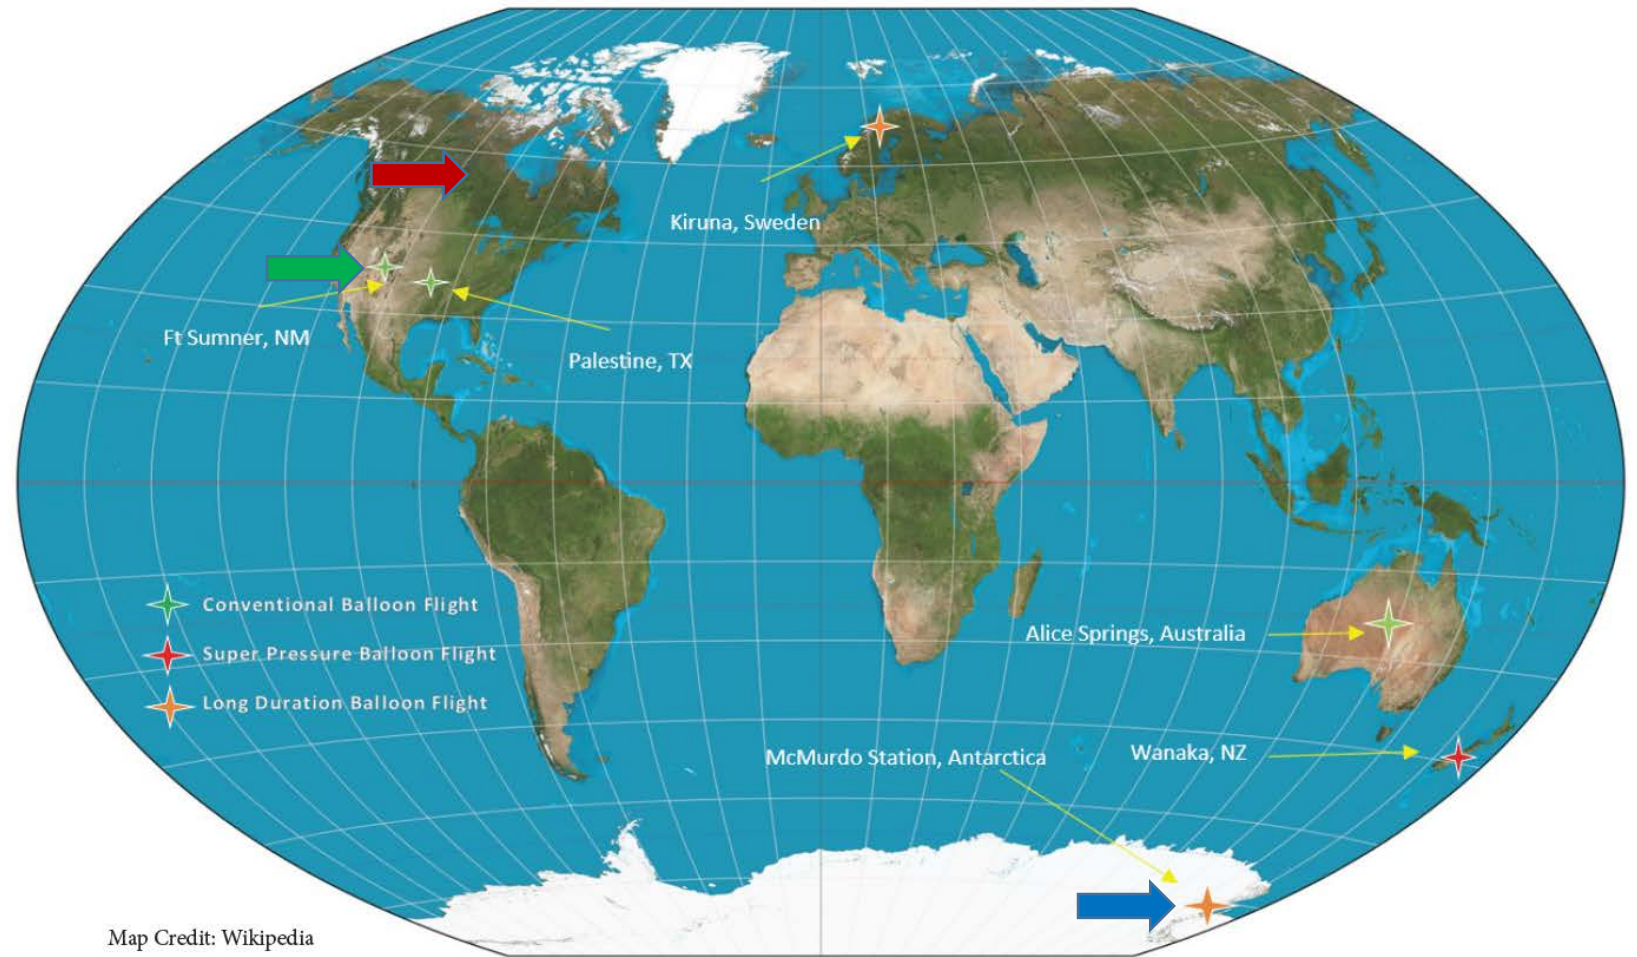 Kiruna, Sweden
Ft Sumner, NM
Palestine, TX
Conventional Balloon Flight
Super Pressure Balloon Flight
Long Duration Balloon Flight
Alice Springs, Australia
McMurdo Station, Antarctica
Wanaka, NZ
Map Credit: Wikipedia